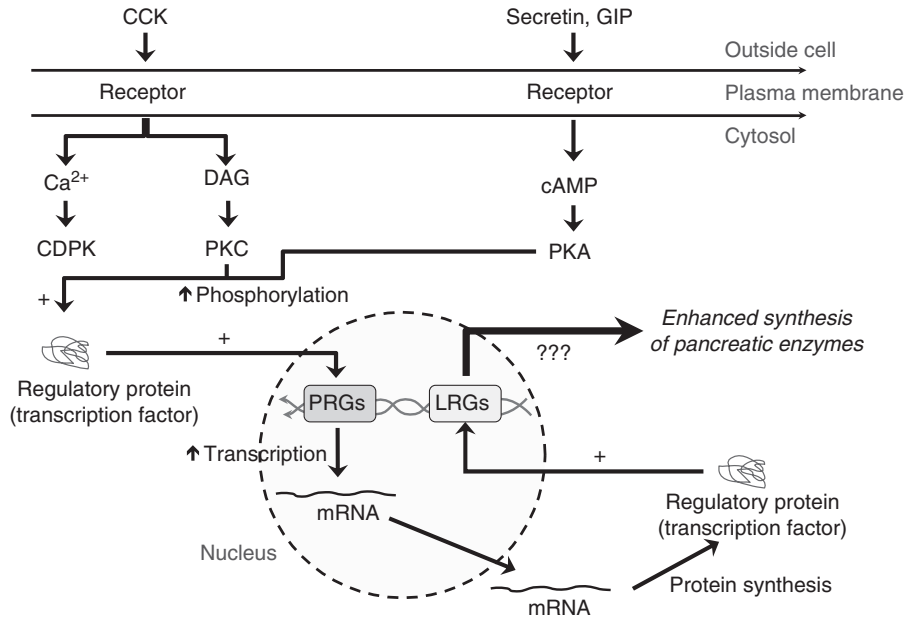 CCK
Secretin, GIP
Outside cell
Receptor
Receptor
Plasma membrane
Cytosol
Ca²⁺
DAG
cAMP
CDPK
PKC
PKA
+
↑ Phosphorylation
+
???
Enhanced synthesis
of pancreatic enzymes
Regulatory protein
(transcription factor)
PRGs
LRGs
↑ Transcription
+
mRNA
Regulatory protein
(transcription factor)
Nucleus
Protein synthesis
mRNA